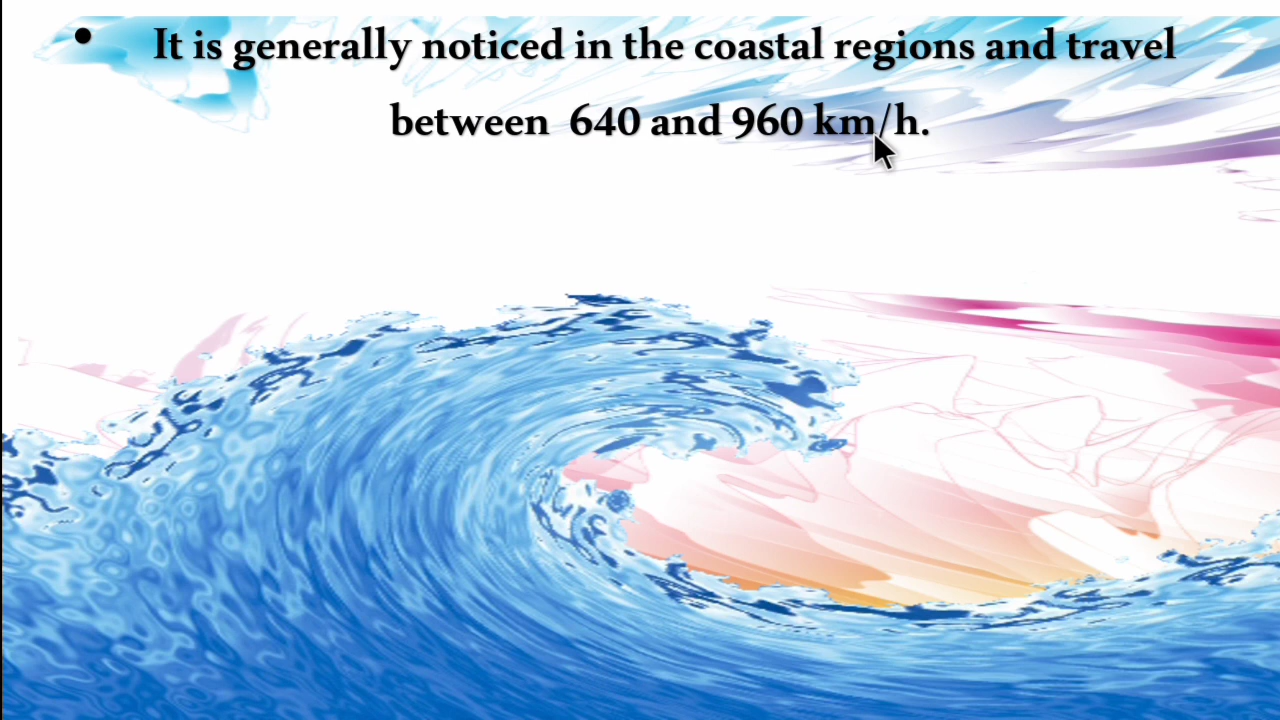 • It is generally noticed in the coastal regions and travel
between 640 and 960 km/h.